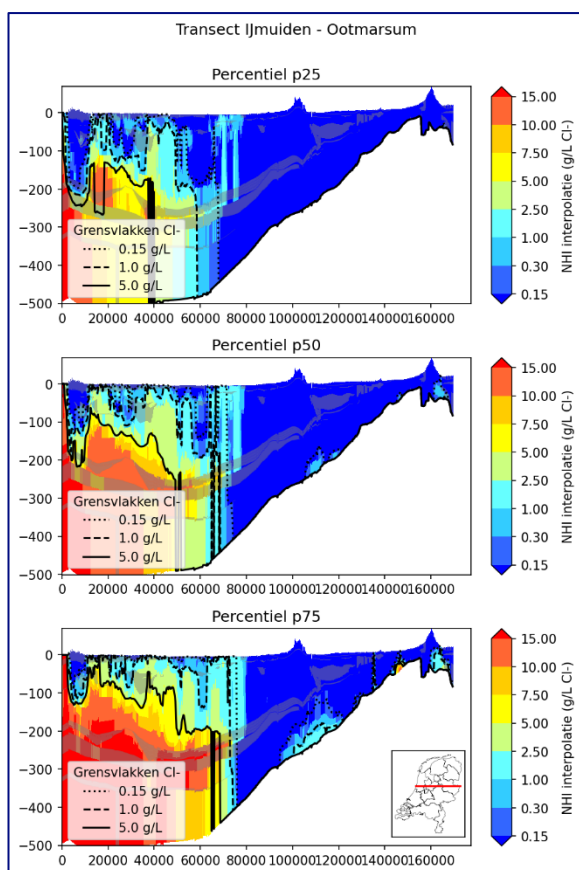 Transect IJmuiden - Ootmarsum
Percentiel p25
0
−100
−200
−300
−400
−500
Grensvlakken Cl-
0.15 g/L
1.0 g/L
5.0 g/L
0 20000 40000 60000 80000 100000 120000 140000 160000
15.00
10.00
7.50
5.00
2.00
1.00
0.30
0.15
NHI interpolatie (g/L Cl-)
Percentiel p50
0
−100
−200
−300
−400
−500
Grensvlakken Cl-
0.15 g/L
1.0 g/L
5.0 g/L
0 20000 40000 60000 80000 100000 120000 140000 160000
15.00
10.00
7.50
5.00
2.00
1.00
0.30
0.15
NHI interpolatie (g/L Cl-)
Percentiel p75
0
−100
−200
−300
−400
−500
Grensvlakken Cl-
0.15 g/L
1.0 g/L
5.0 g/L
0 20000 40000 60000 80000 100000 120000 140000 160000
15.00
10.00
7.50
5.00
2.00
1.00
0.30
0.15
NHI interpolatie (g/L Cl-)